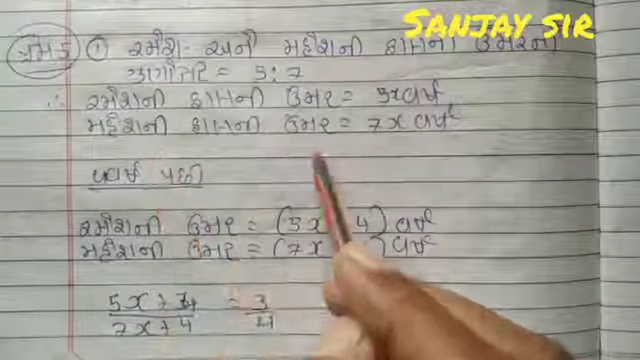 SANJAY SIR
① રમેશ અને મહેશની હાલની ઉંમરનો
ગુણોત્તર = 5 : 7
∴ રમેશની હાલની ઉંમર = 5x વર્ષ
મહેશની હાલની ઉંમર = 7x વર્ષ
વર્ષ પછી
રમેશની ઉંમર = (5x 4) વર્ષ
મહેશની ઉંમર = (7x ) વર્ષ
5x + 4 = 3
7x + 4 4